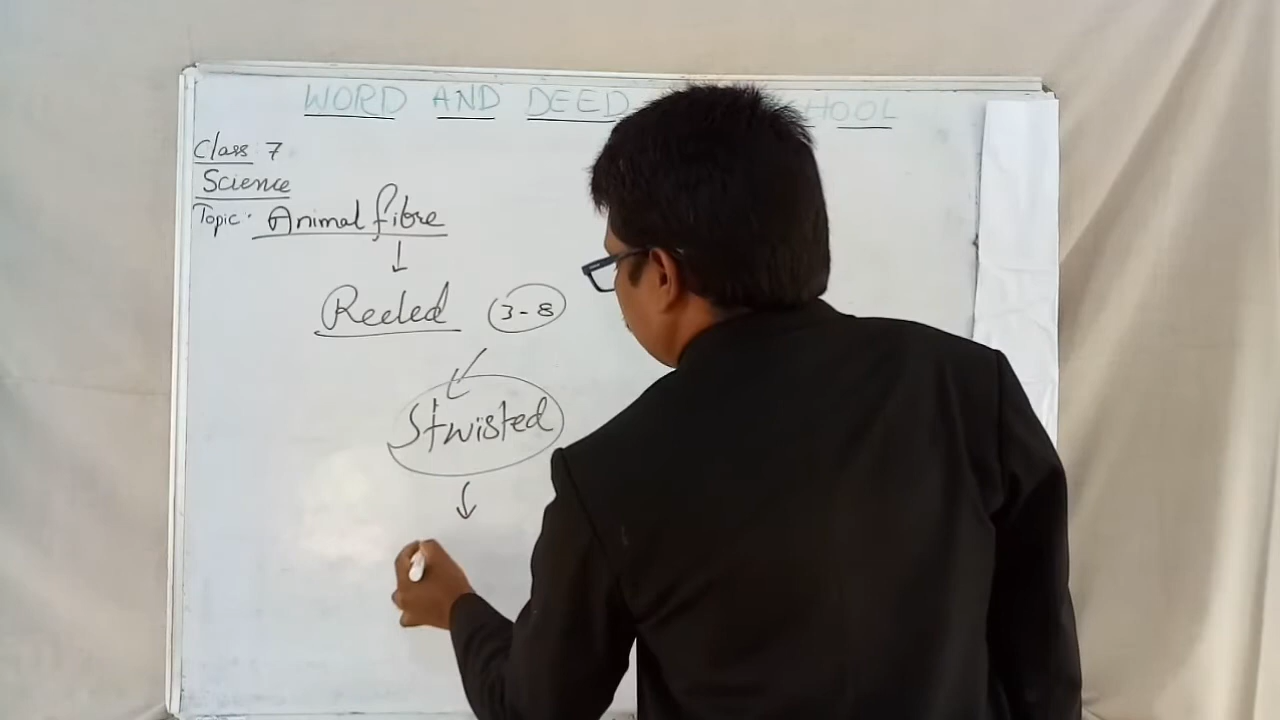 WORD AND DEED HOOL
Class 7
Science
Topic. Animal fibre
Reeled 3-8
Stwisted